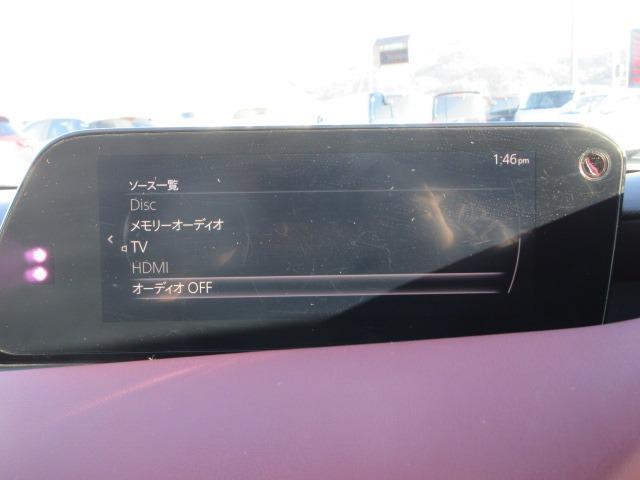 1:46pm
ソース一覧
Disc
メモリーオーディオ
TV
HDMI
オーディオ OFF